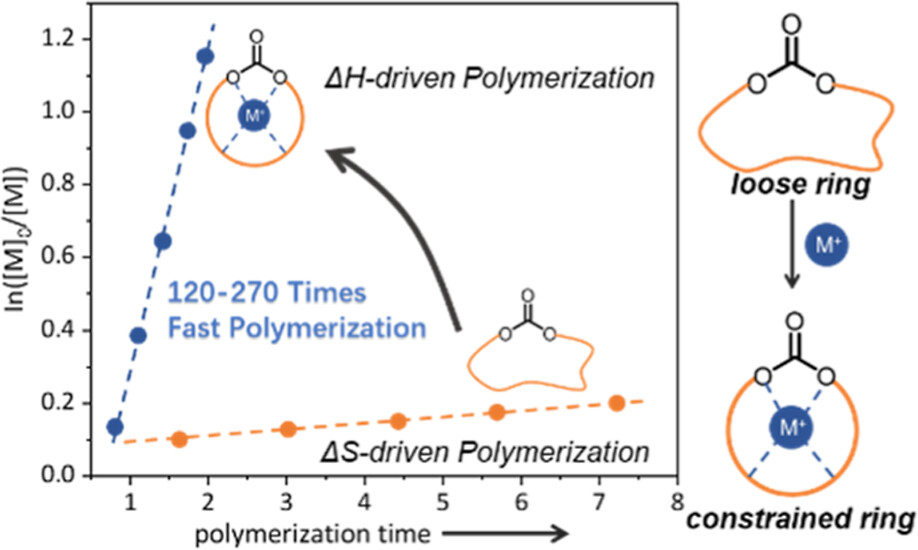 ln([M]₀/[M])
1.2
1.0
0.8
0.6
0.4
0.2
0.0
1 2 3 4 5 6 7 8
polymerization time
ΔH-driven Polymerization
O
O O
M⁺
120-270 Times
Fast Polymerization
O
O O
ΔS-driven Polymerization
O
O O
loose ring
M⁺
O
O O
M⁺
constrained ring